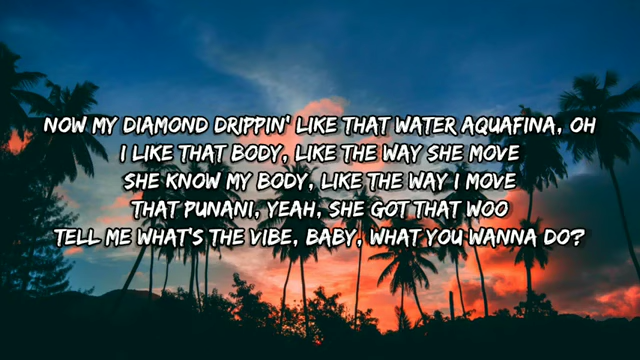 NOW MY DIAMOND DRIPPIN' LIKE THAT WATER AQUAFINA, OH
I LIKE THAT BODY, LIKE THE WAY SHE MOVE
SHE KNOW MY BODY, LIKE THE WAY I MOVE
THAT PUNANI, YEAH, SHE GOT THAT WOO
TELL ME WHAT'S THE VIBE, BABY, WHAT YOU WANNA DO?